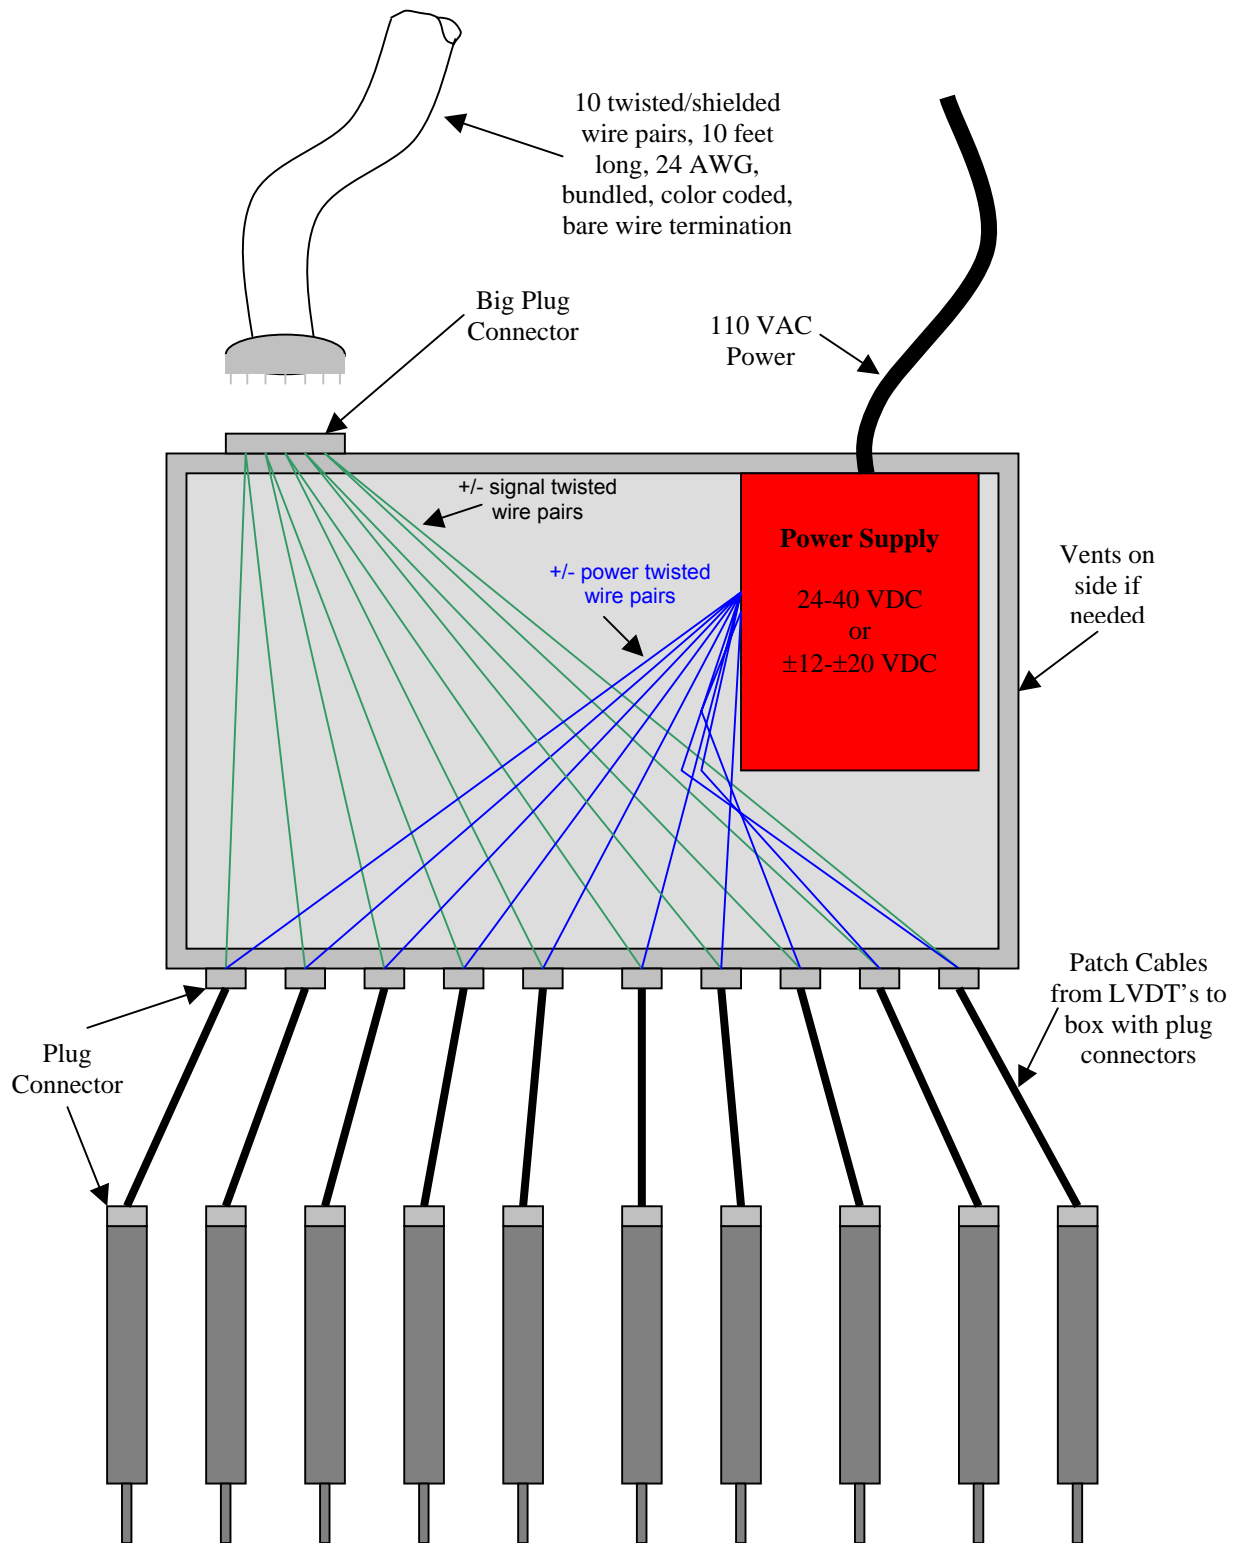 10 twisted/shielded
wire pairs, 10 feet
long, 24 AWG,
bundled, color coded,
bare wire termination
Big Plug
Connector
110 VAC
Power
+/- signal twisted
wire pairs
+/- power twisted
wire pairs
Power Supply
24-40 VDC
or
±12-±20 VDC
Vents on
side if
needed
Plug
Connector
Patch Cables
from LVDT’s to
box with plug
connectors